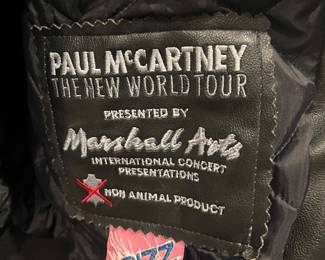 PAUL McCARTNEY
THE NEW WORLD TOUR
PRESENTED BY
Marshall Arts
INTERNATIONAL CONCERT
PRESENTATIONS
NON ANIMAL PRODUCT